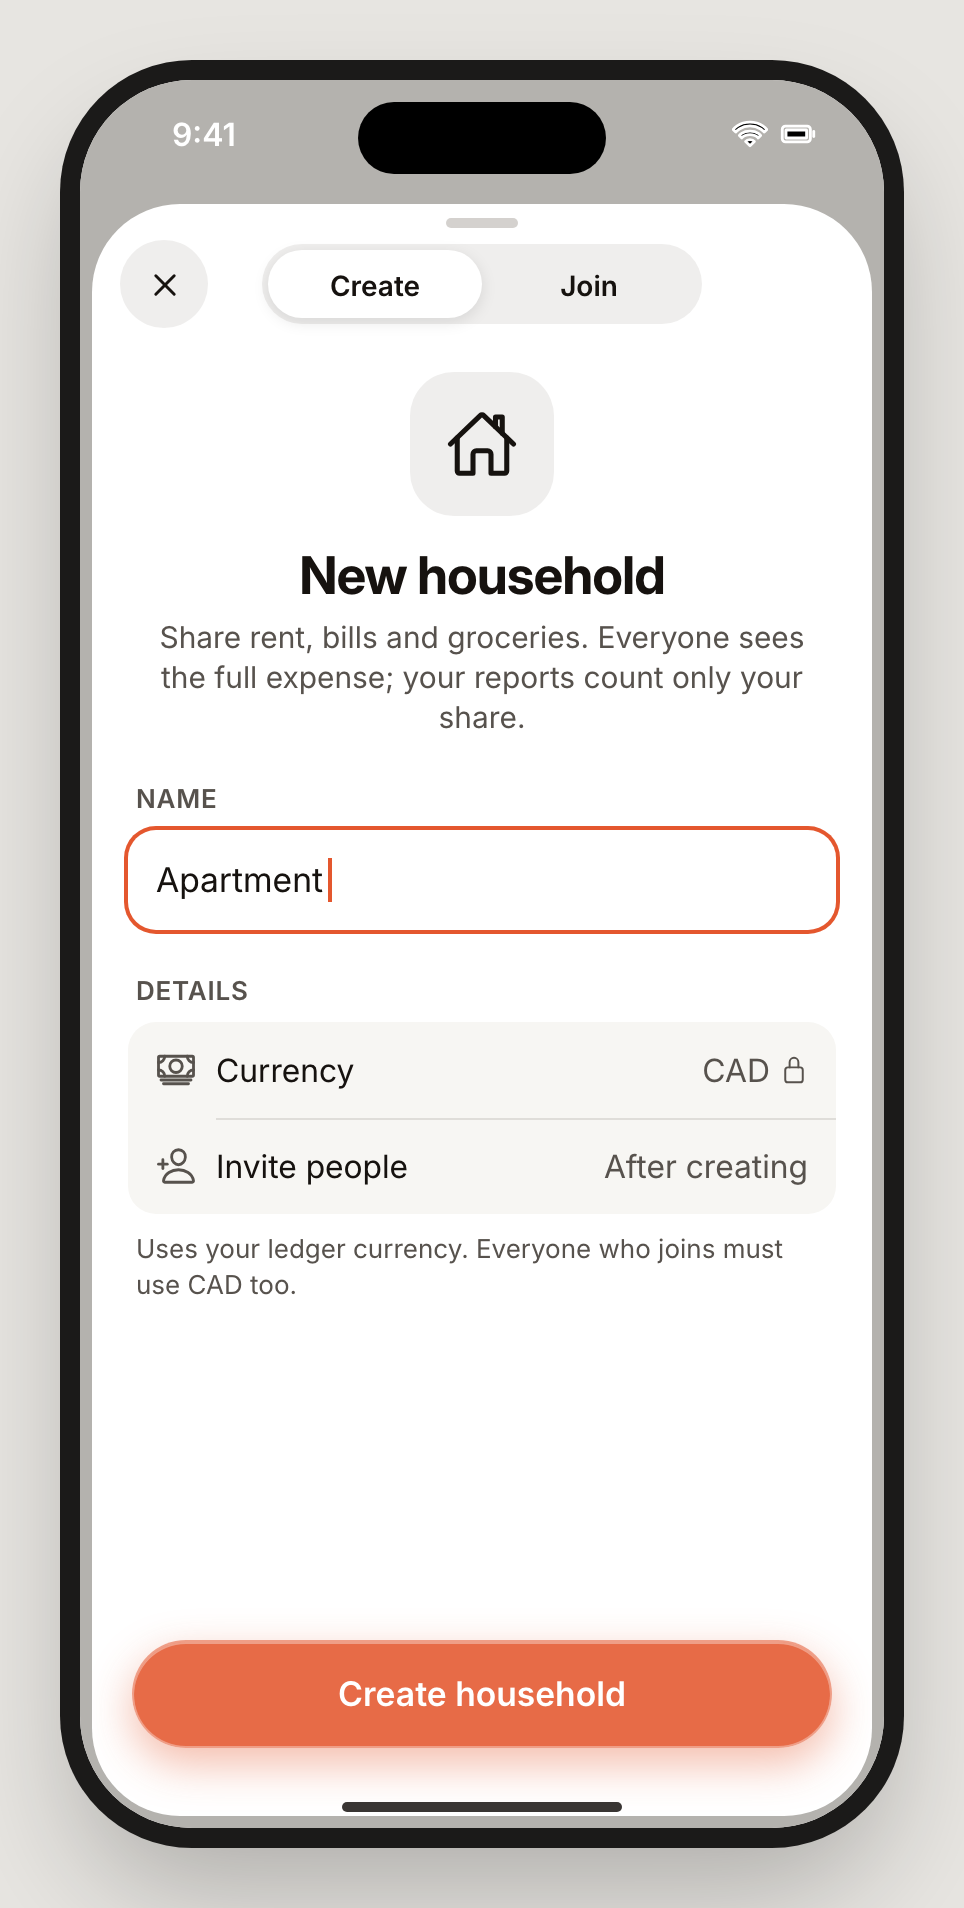 9:41
Create
Join
New household
Share rent, bills and groceries. Everyone sees
the full expense; your reports count only your
share.
NAME
Apartment
DETAILS
Currency
CAD
Invite people
After creating
Uses your ledger currency. Everyone who joins must
use CAD too.
Create household